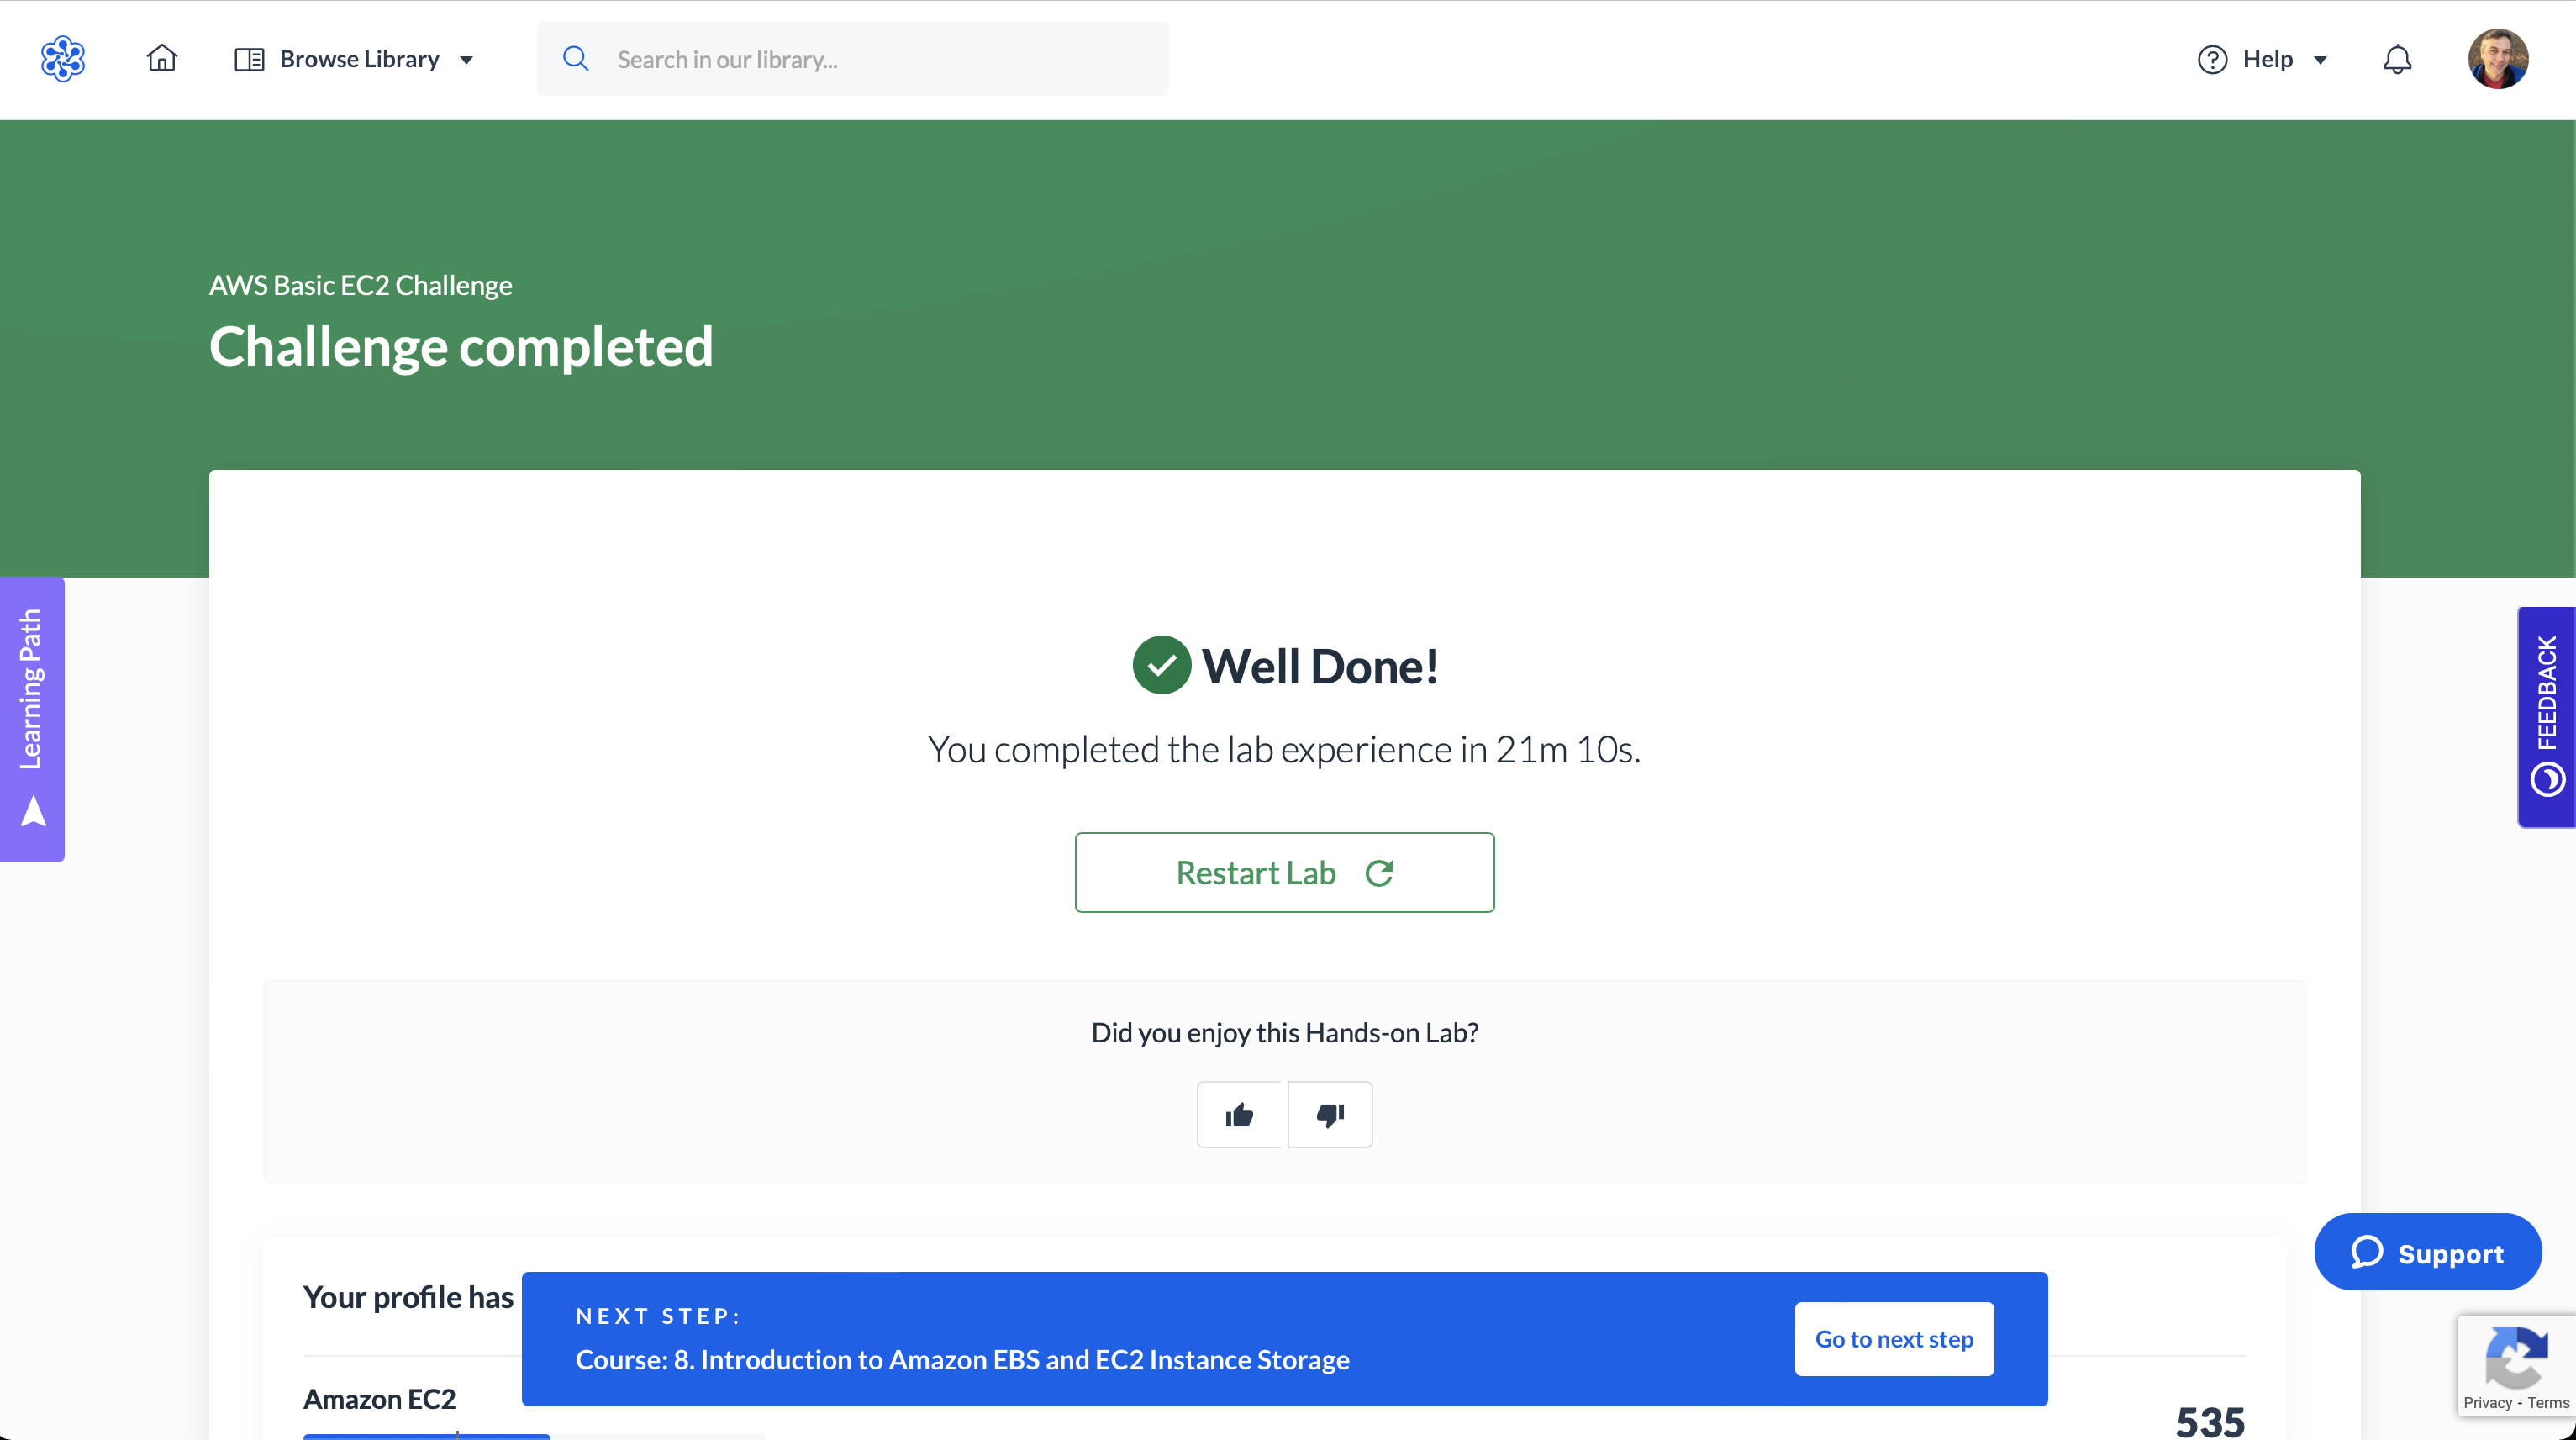 Browse Library
Search in our library...
Help
AWS Basic EC2 Challenge
Challenge completed
Learning Path
FEEDBACK
Well Done!
You completed the lab experience in 21m 10s.
Restart Lab
Did you enjoy this Hands-on Lab?
Support
Your profile has
NEXT STEP:
Course: 8. Introduction to Amazon EBS and EC2 Instance Storage
Go to next step
Amazon EC2
535
Privacy - Terms